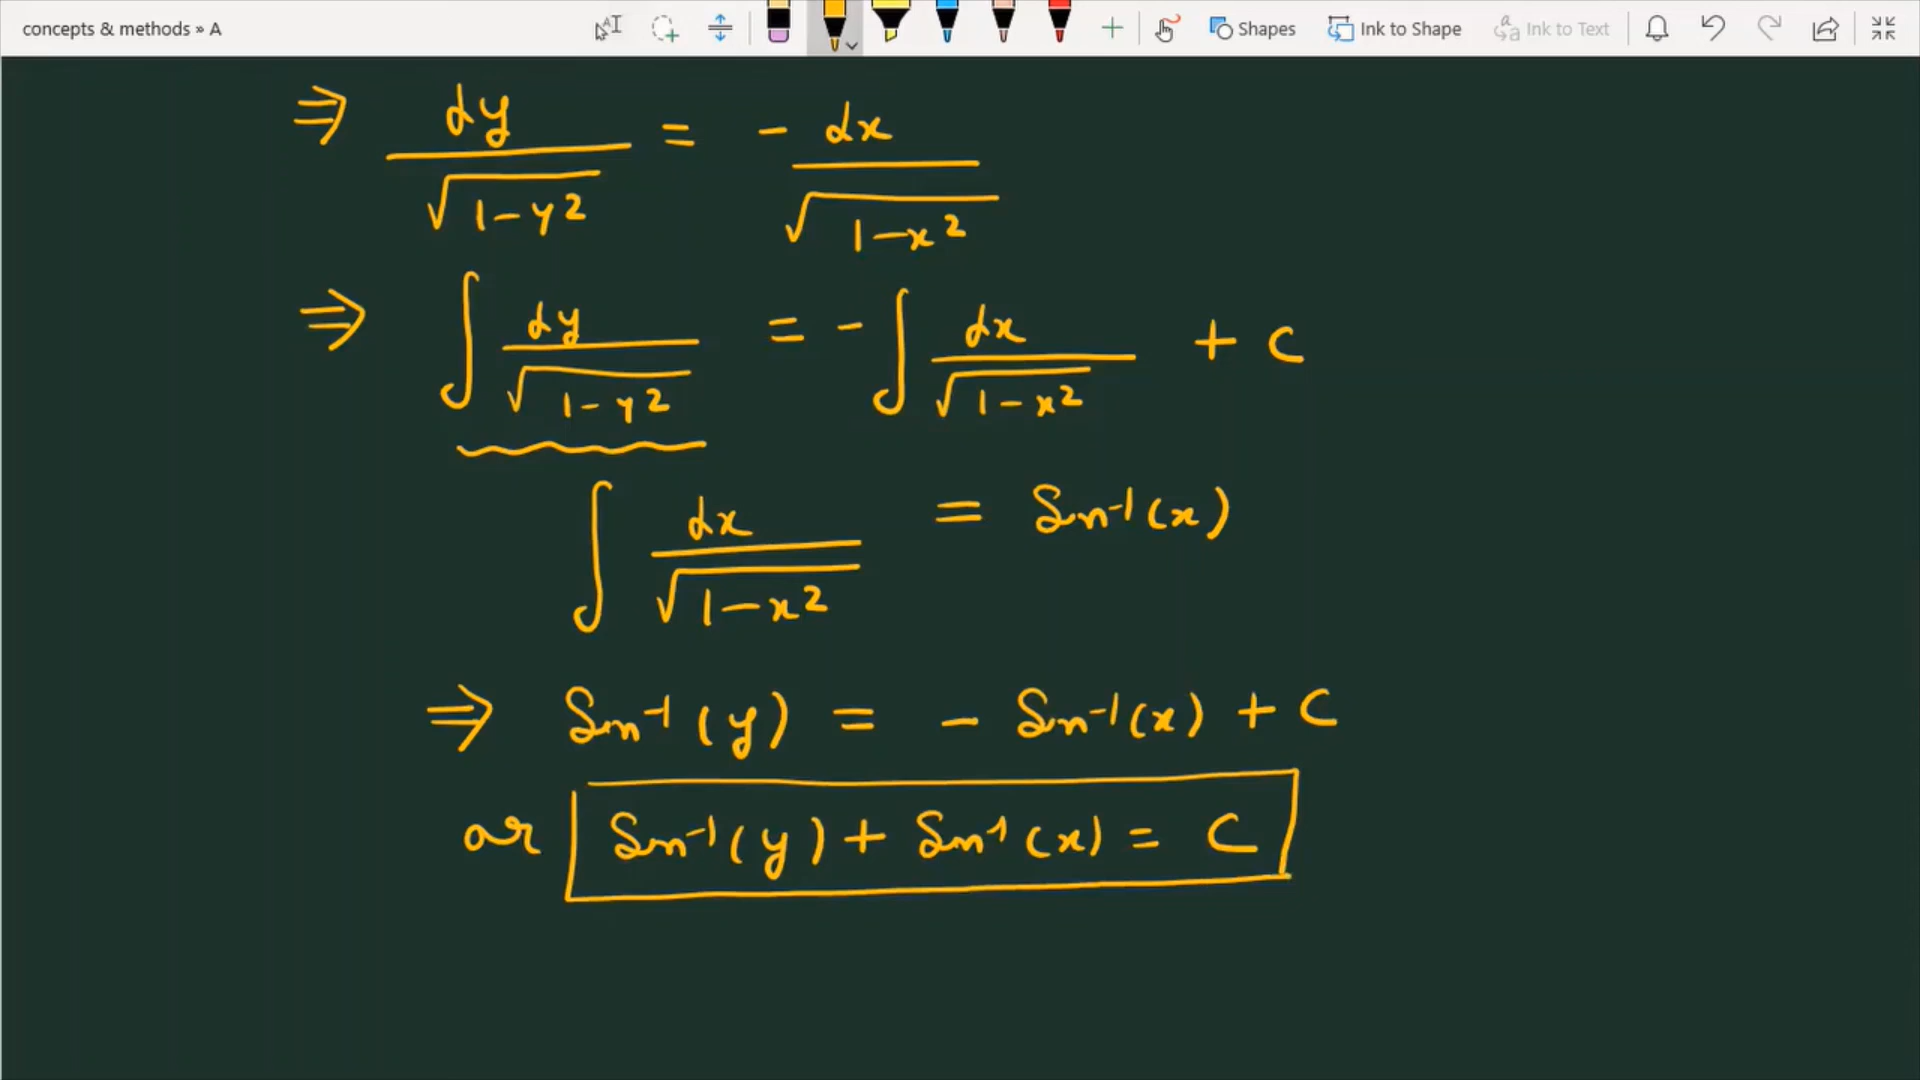 concepts & methods » A
Shapes Ink to Shape Ink to Text
⇒ dy/√(1-y²) = - dx/√(1-x²)
⇒ ∫ dy/√(1-y²) = - ∫ dx/√(1-x²) + c
∫ dx/√(1-x²) = Sin⁻¹(x)
⇒ Sin⁻¹(y) = - Sin⁻¹(x) + C
or Sin⁻¹(y) + Sin⁻¹(x) = C